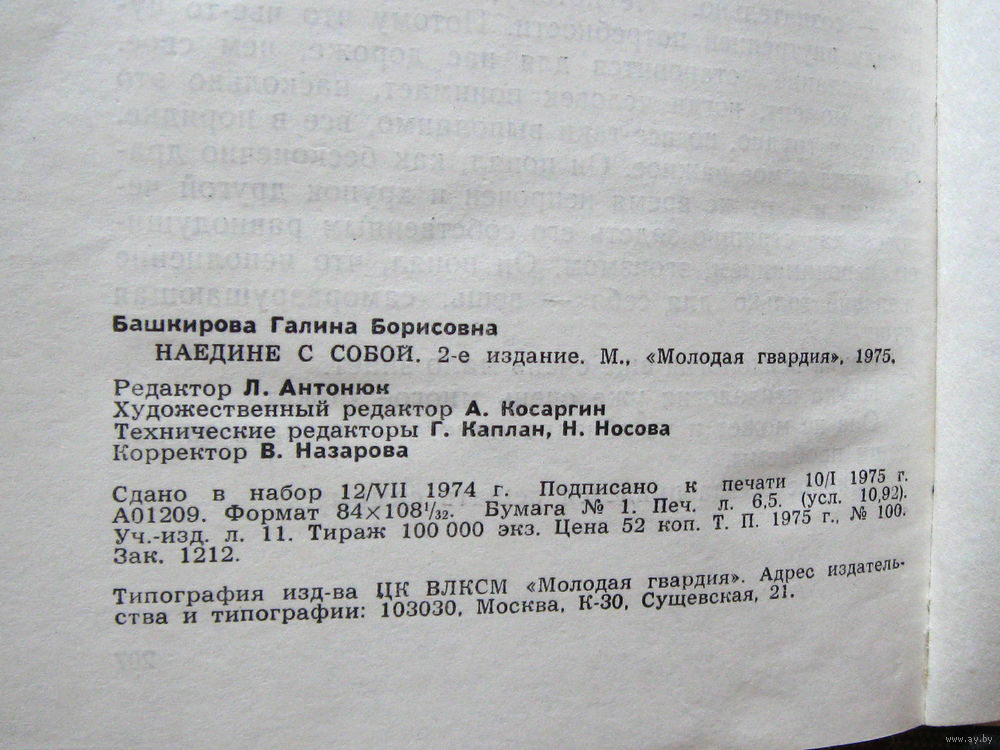 Башкирова Галина Борисовна
НАЕДИНЕ С СОБОЙ. 2-е издание. М., «Молодая гвардия», 1975.
Редактор Л. Антонюк
Художественный редактор А. Косаргин
Технические редакторы Г. Каплан, Н. Носова
Корректор В. Назарова
Сдано в набор 12/VII 1974 г. Подписано к печати 10/I 1975 г.
А01209. Формат 84×108¹/₃₂. Бумага № 1. Печ. л. 6,5. (усл. 10,92).
Уч.-изд. л. 11. Тираж 100 000 экз. Цена 52 коп. Т. П. 1975 г., № 100.
Зак. 1212.
Типография изд-ва ЦК ВЛКСМ «Молодая гвардия». Адрес издатель-
ства и типографии: 103030, Москва, К-30, Сущевская, 21.
www.ay.by